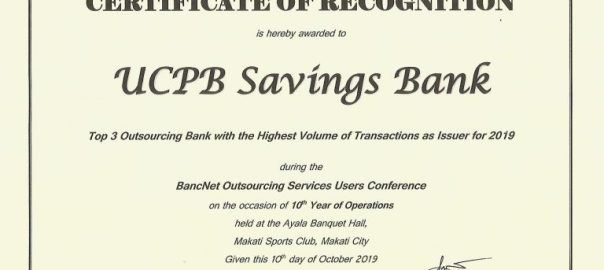 CERTIFICATE OF RECOGNITION
is hereby awarded to
UCPB Savings Bank
Top 3 Outsourcing Bank with the Highest Volume of Transactions as Issuer for 2019
during the
BancNet Outsourcing Services Users Conference
on the occasion of 10th Year of Operations
held at the Ayala Banquet Hall,
Makati Sports Club, Makati City
Given this 10th day of October 2019